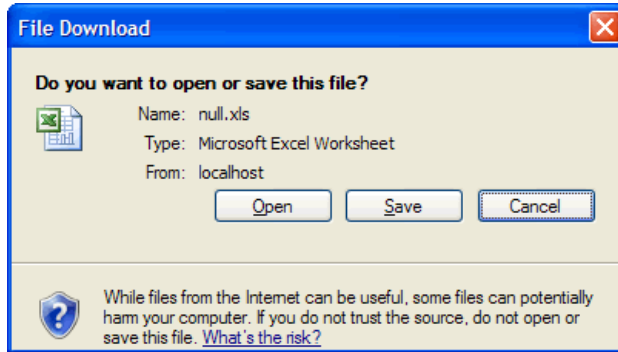 File Download
Do you want to open or save this file?
Name: null.xls
Type: Microsoft Excel Worksheet
From: localhost
Open Save Cancel
While files from the Internet can be useful, some files can potentially
harm your computer. If you do not trust the source, do not open or
save this file. What's the risk?